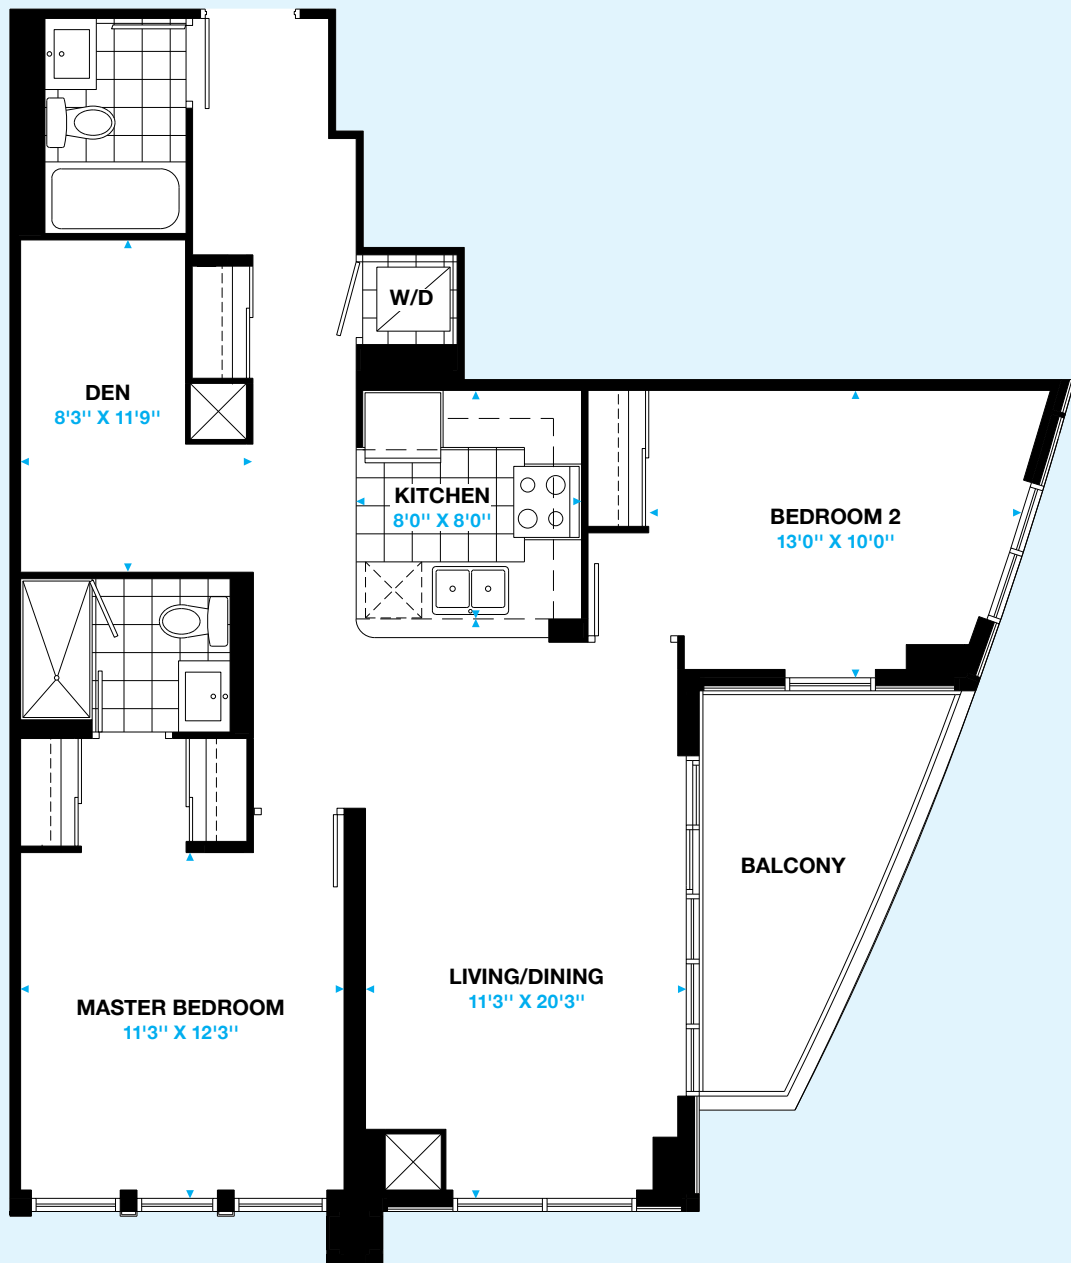 W/D
DEN
8'3'' X 11'9''
KITCHEN
8'0'' X 8'0''
BEDROOM 2
13'0'' X 10'0''
BALCONY
LIVING/DINING
11'3'' X 20'3''
MASTER BEDROOM
11'3'' X 12'3''